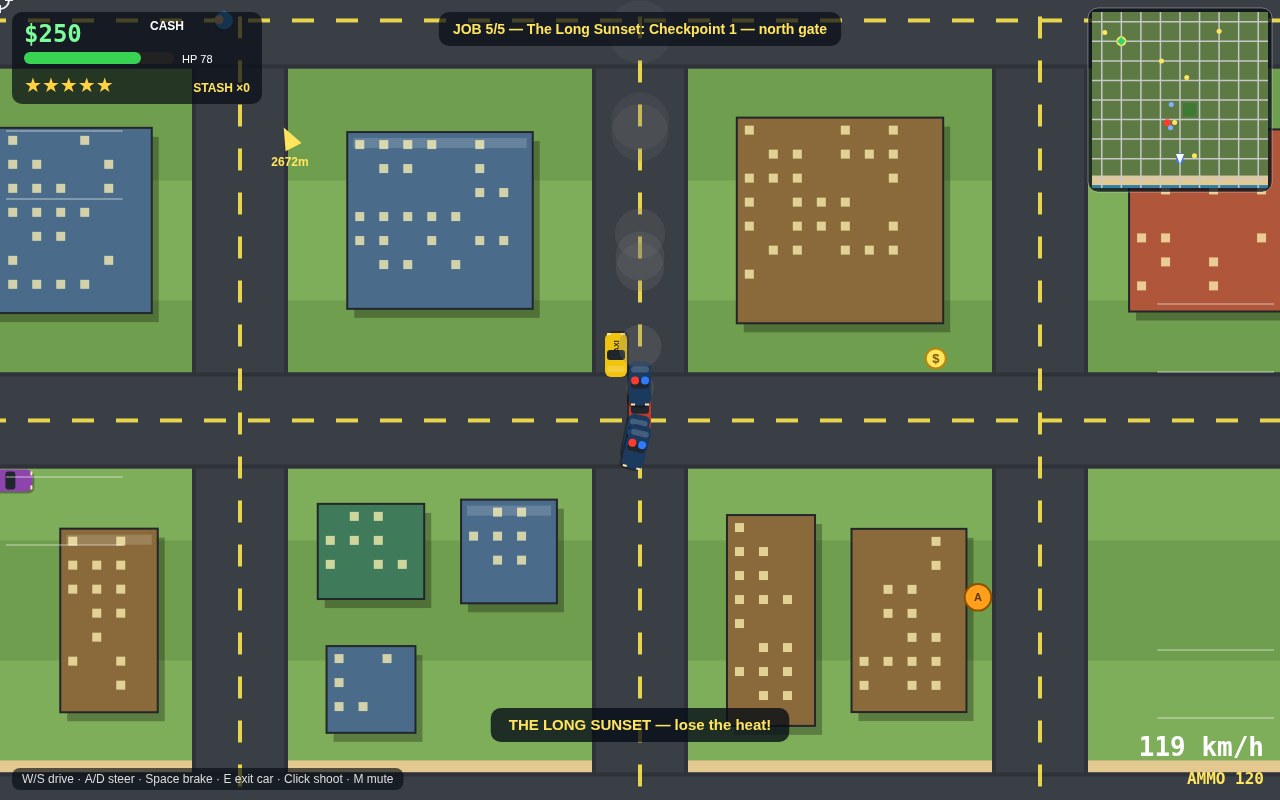 $250
CASH
HP 78
★★★★★
STASH ×0
JOB 5/5 — The Long Sunset: Checkpoint 1 — north gate
2672m
TAXI
$
A
THE LONG SUNSET — lose the heat!
119 km/h
AMMO 120
W/S drive · A/D steer · Space brake · E exit car · Click shoot · M mute